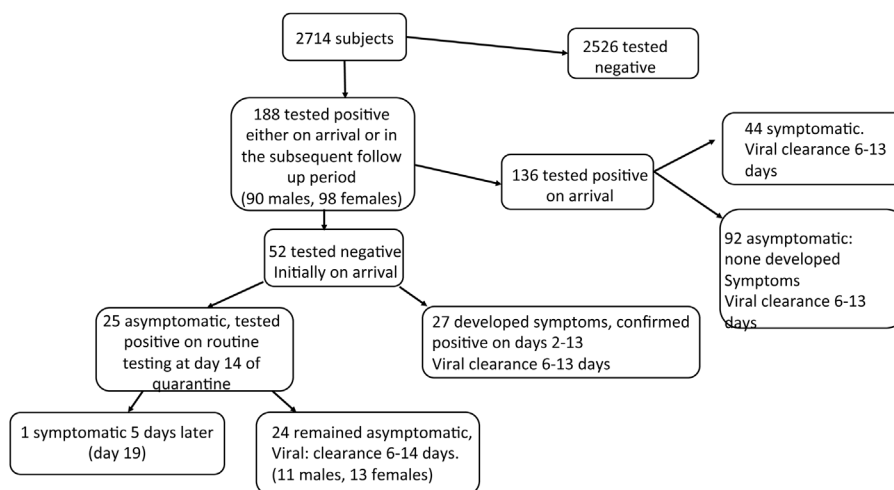 2714 subjects
2526 tested
negative
188 tested positive
either on arrival or in
the subsequent follow
up period
(90 males, 98 females)
136 tested positive
on arrival
44 symptomatic.
Viral clearance 6-13
days
92 asymptomatic:
none developed
Symptoms
Viral clearance 6-13
days
52 tested negative
Initially on arrival
25 asymptomatic, tested
positive on routine
testing at day 14 of
quarantine
27 developed symptoms, confirmed
positive on days 2-13
Viral clearance 6-13 days
1 symptomatic 5 days later
(day 19)
24 remained asymptomatic,
Viral: clearance 6-14 days.
(11 males, 13 females)